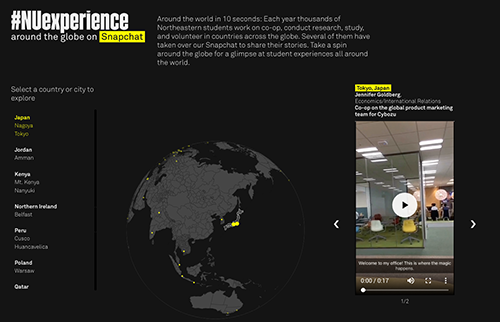 #NUexperience
around the globe on Snapchat
Around the world in 10 seconds: Each year thousands of
Northeastern students work on co-op, conduct research, study,
and volunteer in countries across the globe. Several of them have
taken over our Snapchat to share their stories. Take a spin
around the globe for a glimpse at student experiences all around
the world.
Select a country or city to
explore
Japan
Nagoya
Tokyo
Jordan
Amman
Kenya
Mt. Kenya
Nanyuki
Northern Ireland
Belfast
Peru
Cusco
Huancavelica
Poland
Warsaw
Qatar
Tokyo, Japan
Jennifer Goldberg,
Economics/International Relations
Co-op on the global product marketing
team for Cybozu
Welcome to my office! This is where the magic
happens.
0:00 / 0:17
1/2